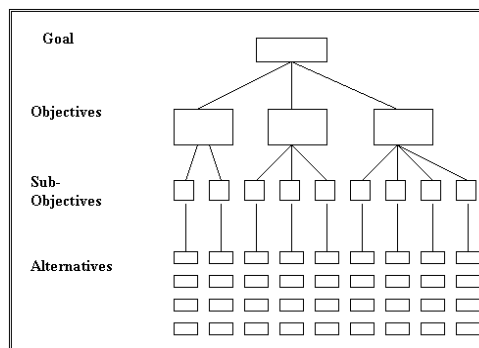 Goal
Objectives
Sub-
Objectives
Alternatives